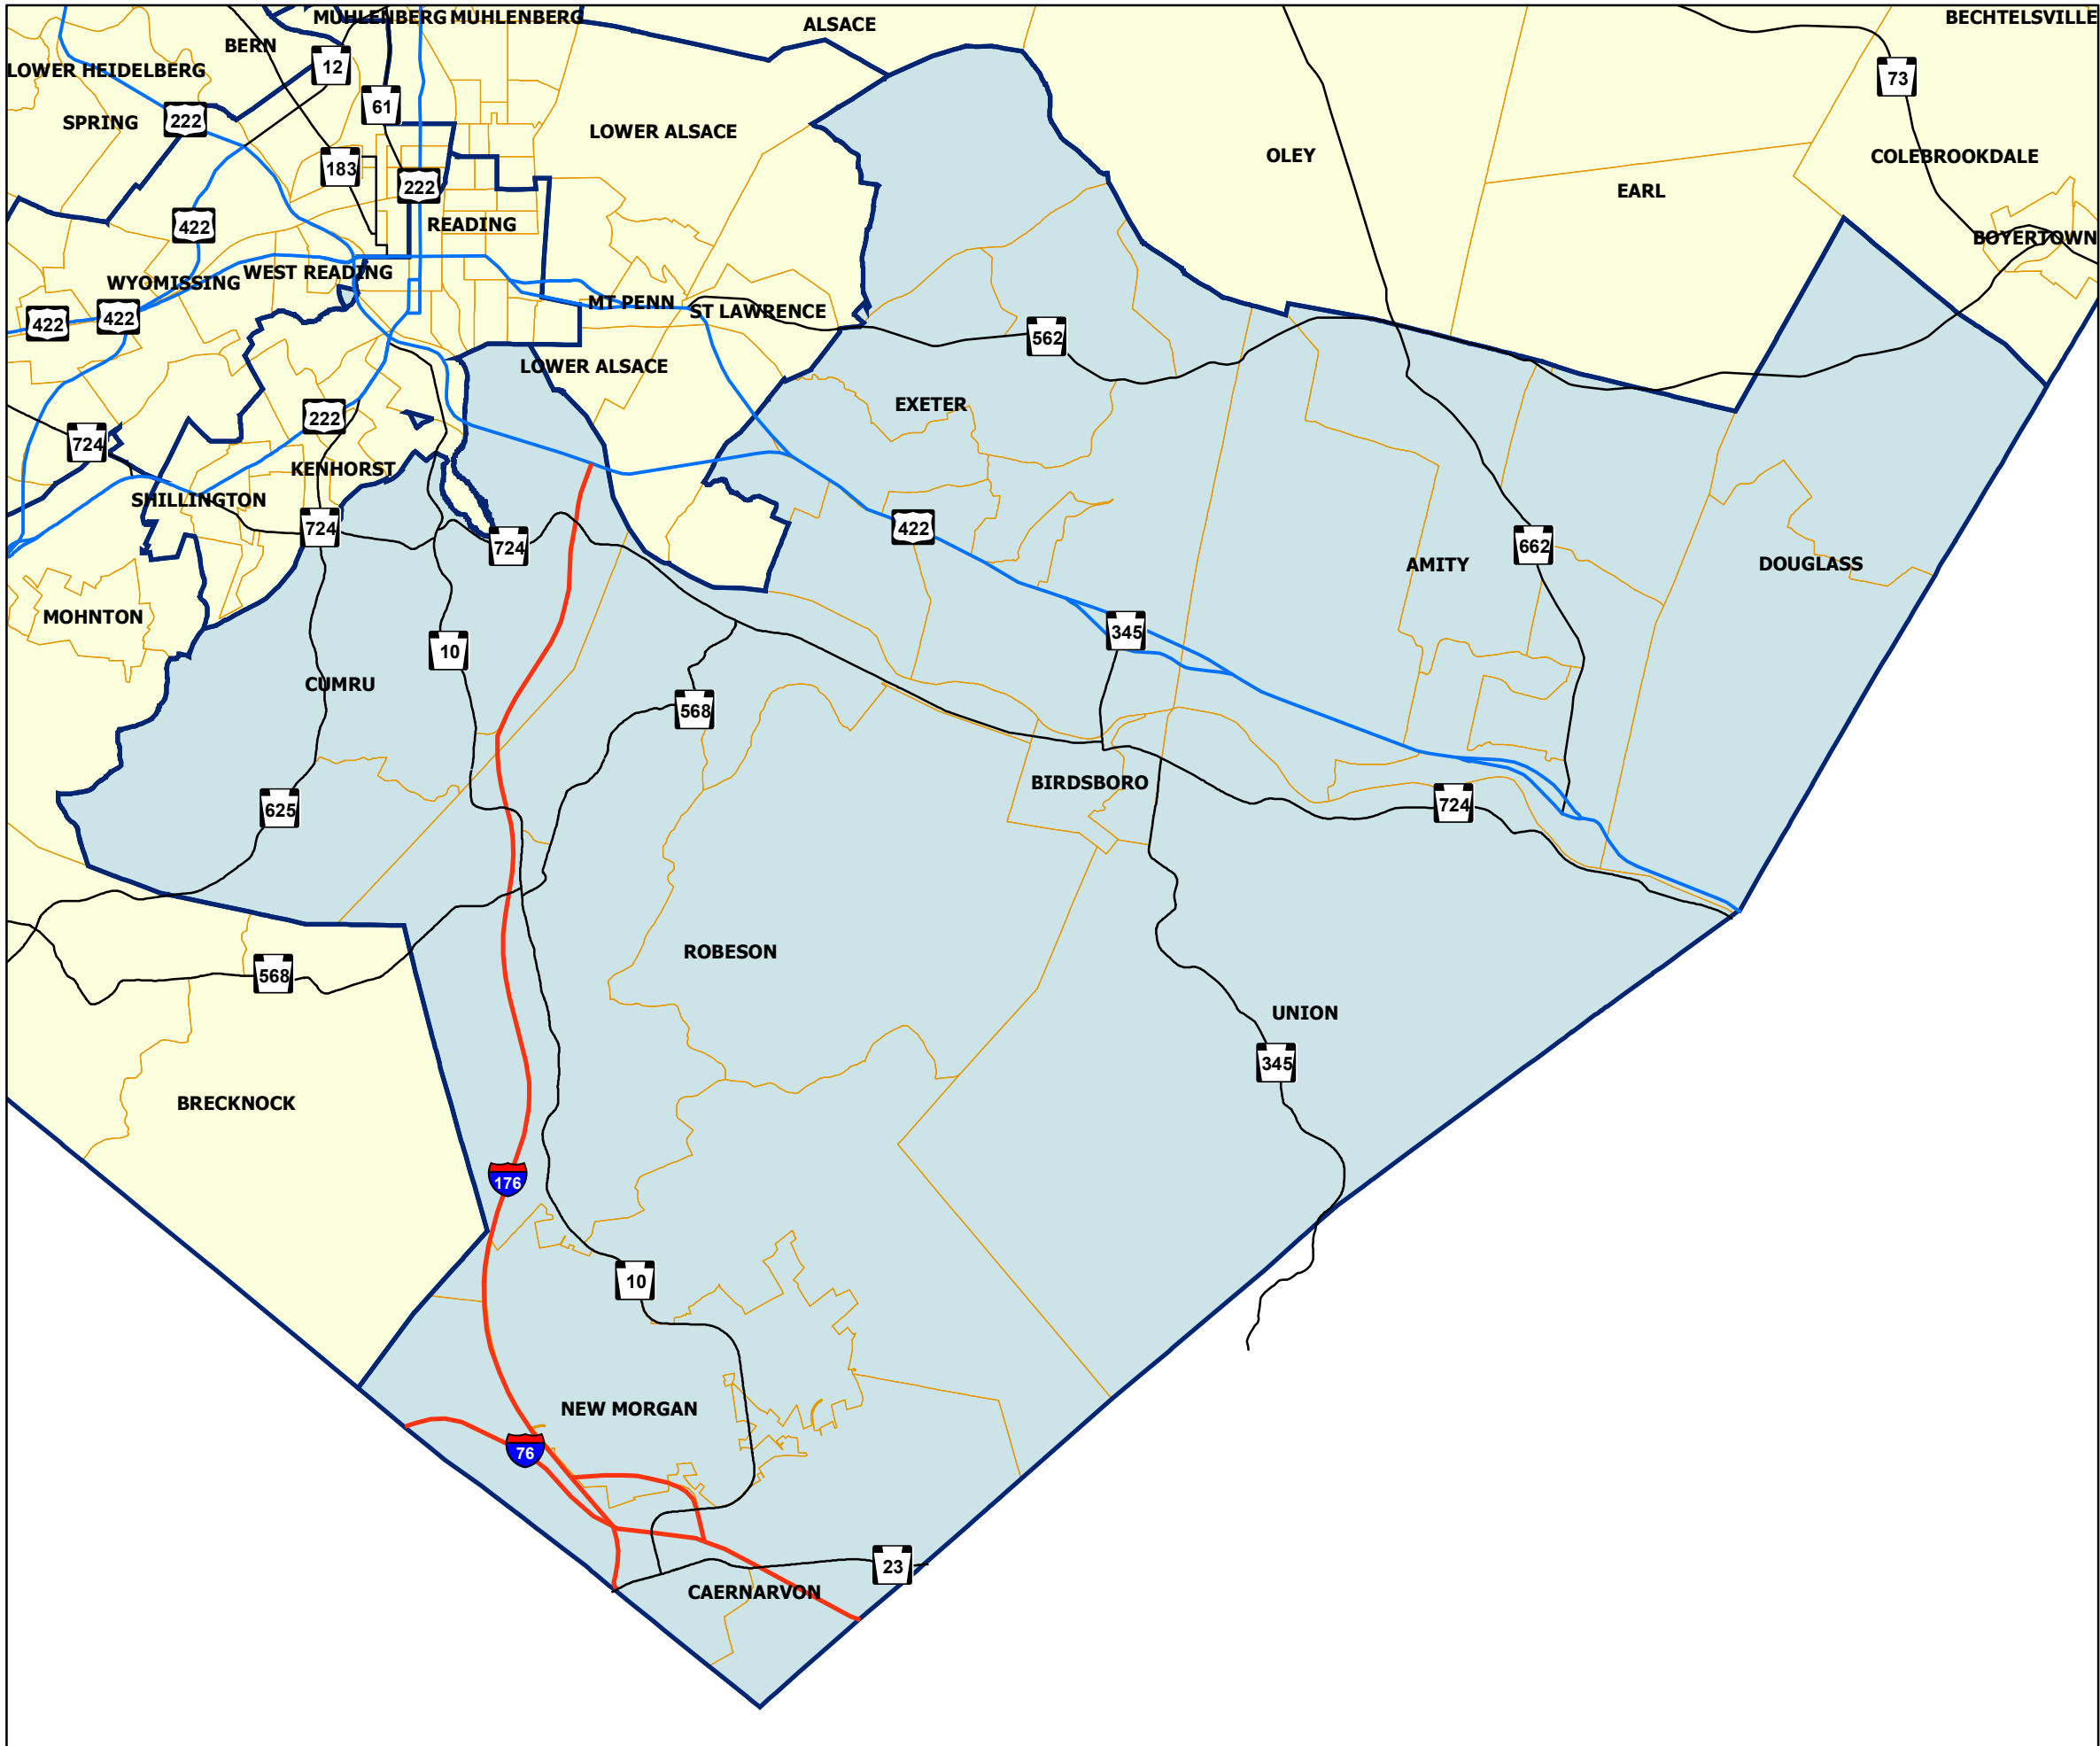 MUHLENBERG MUHLENBERG
ALSACE
BECHTELSVILLE
BERN
12
LOWER HEIDELBERG
73
61
SPRING
222
LOWER ALSACE
OLEY
COLEBROOKDALE
183
222
EARL
READING
422
BOYERTOWN
WEST READING
WYOMISSING
MT PENN
ST LAWRENCE
422
422
562
LOWER ALSACE
EXETER
222
724
KENHORST
SHILLINGTON
724
422
724
662
AMITY
DOUGLASS
MOHNTON
345
10
CUMRU
568
BIRDSBORO
625
724
ROBESON
568
UNION
345
BRECKNOCK
176
10
NEW MORGAN
76
23
CAERNARVON